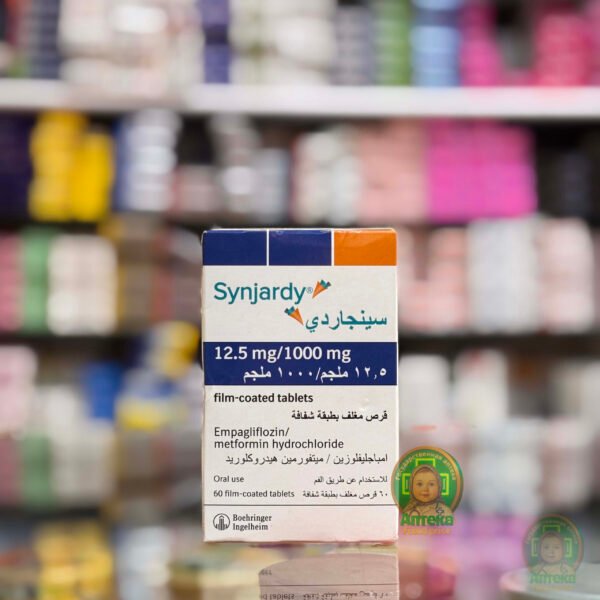 Synjardy®
سينجاردي
12.5 mg/1000 mg
١٢,٥ ملجم/١٠٠٠ ملجم
film-coated tablets
قرص مغلف بطبقة شفافة
Empagliflozin/
metformin hydrochloride
امباجليفلوزين / ميتفورمين هيدروكلوريد
Oral use
للاستخدام عن طريق الفم
60 film-coated tablets
٦٠ قرص مغلف بطبقة شفافة
Boehringer
Ingelheim
Государственная аптека
Аптека
Аптека